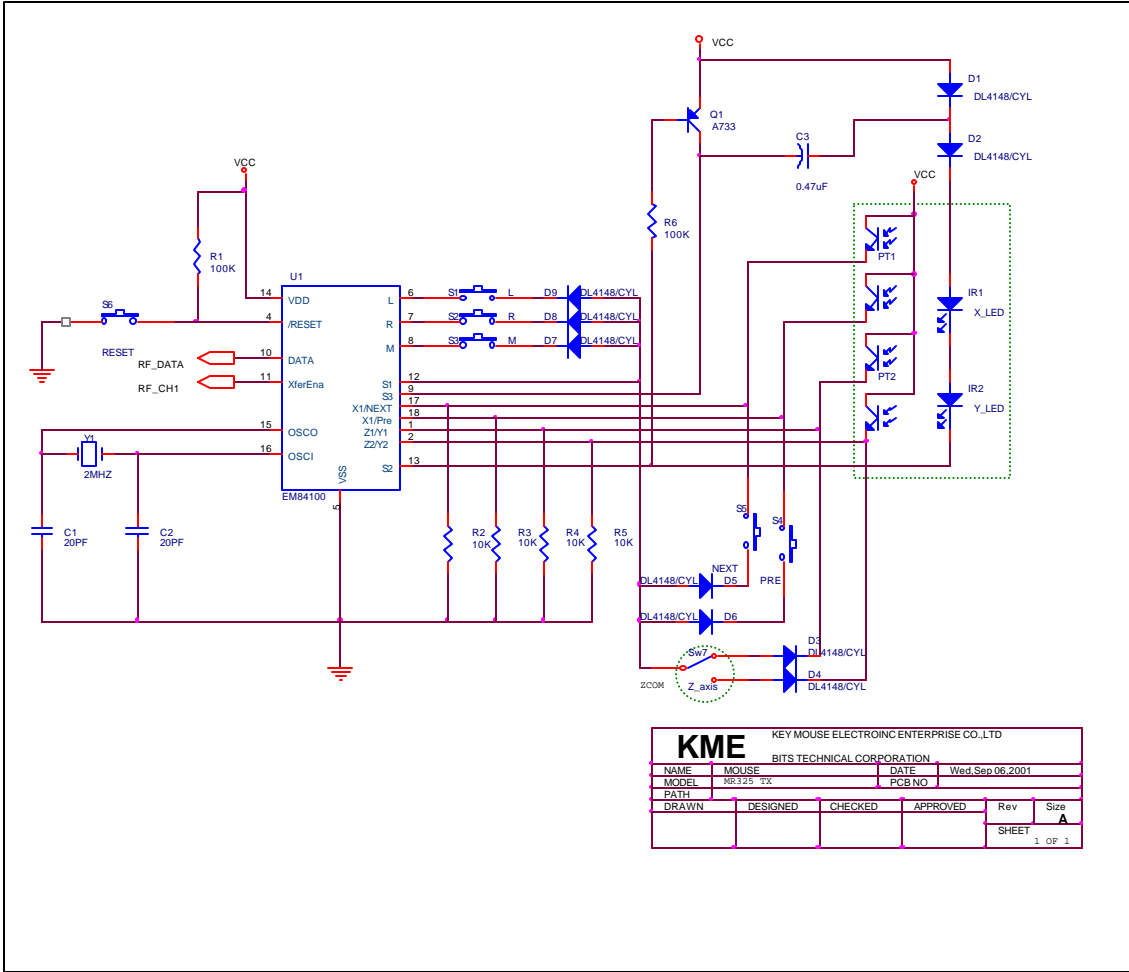 VCC
D1
DL4148/CYL
Q1
A733
C3
0.47uF
D2
DL4148/CYL
VCC
VCC
R1
100K
R6
100K
PT1
U1
14
VDD
4
/RESET
10
DATA
11
XferEna
15
OSCO
16
OSCI
VSS
5
EM84100
L
6
R
7
M
8
S1
12
S3
9
X1/NEXT
17
X1/Pre
18
Z1/Y1
1
Z2/Y2
2
S2
13
S1
L
D9
DL4148/CYL
S2
R
D8
DL4148/CYL
S3
M
D7
DL4148/CYL
IR1
X_LED
PT2
IR2
Y_LED
S6
RESET
RF_DATA
RF_CH1
Y1
2MHZ
C1
20PF
C2
20PF
R2
10K
R3
10K
R4
10K
R5
10K
S5
S4
NEXT
PRE
DL4148/CYL
D5
DL4148/CYL
D6
D3
DL4148/CYL
D4
DL4148/CYL
Sw7
ZCOM
Z_axis
KME
KEY MOUSE ELECTROINC ENTERPRISE CO.,LTD
BITS TECHNICAL CORPORATION
NAME MOUSE DATE Wed,Sep 06,2001
MODEL MR325 TX PCB NO
PATH
DRAWN DESIGNED CHECKED APPROVED Rev Size
A
SHEET
1 OF 1